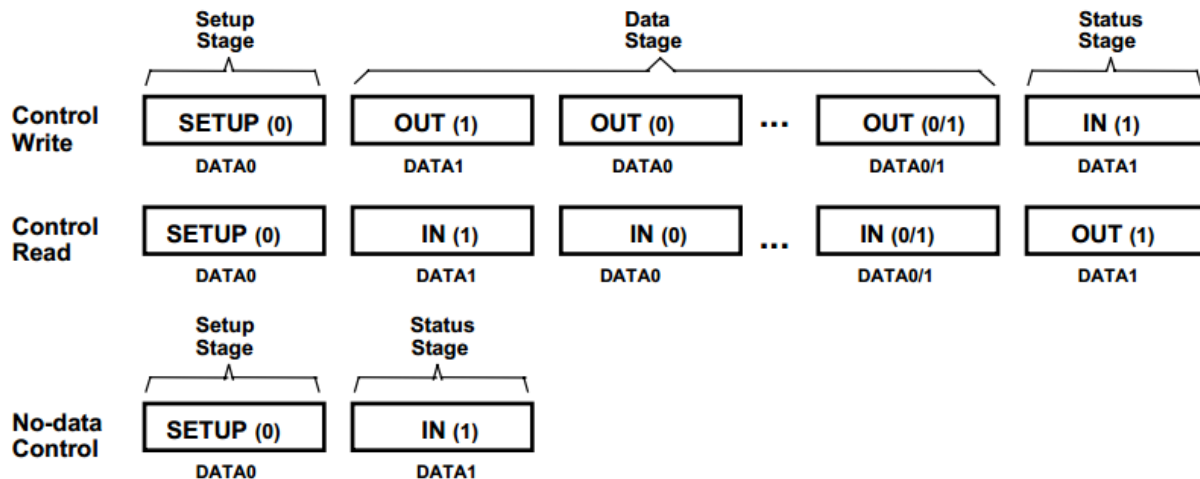 Setup
Stage
Data
Stage
Status
Stage
Control
Write
SETUP (0)
OUT (1)
OUT (0)
...
OUT (0/1)
IN (1)
DATA0
DATA1
DATA0
DATA0/1
DATA1
Control
Read
SETUP (0)
IN (1)
IN (0)
...
IN (0/1)
OUT (1)
DATA0
DATA1
DATA0
DATA0/1
DATA1
Setup
Stage
Status
Stage
No-data
Control
SETUP (0)
IN (1)
DATA0
DATA1